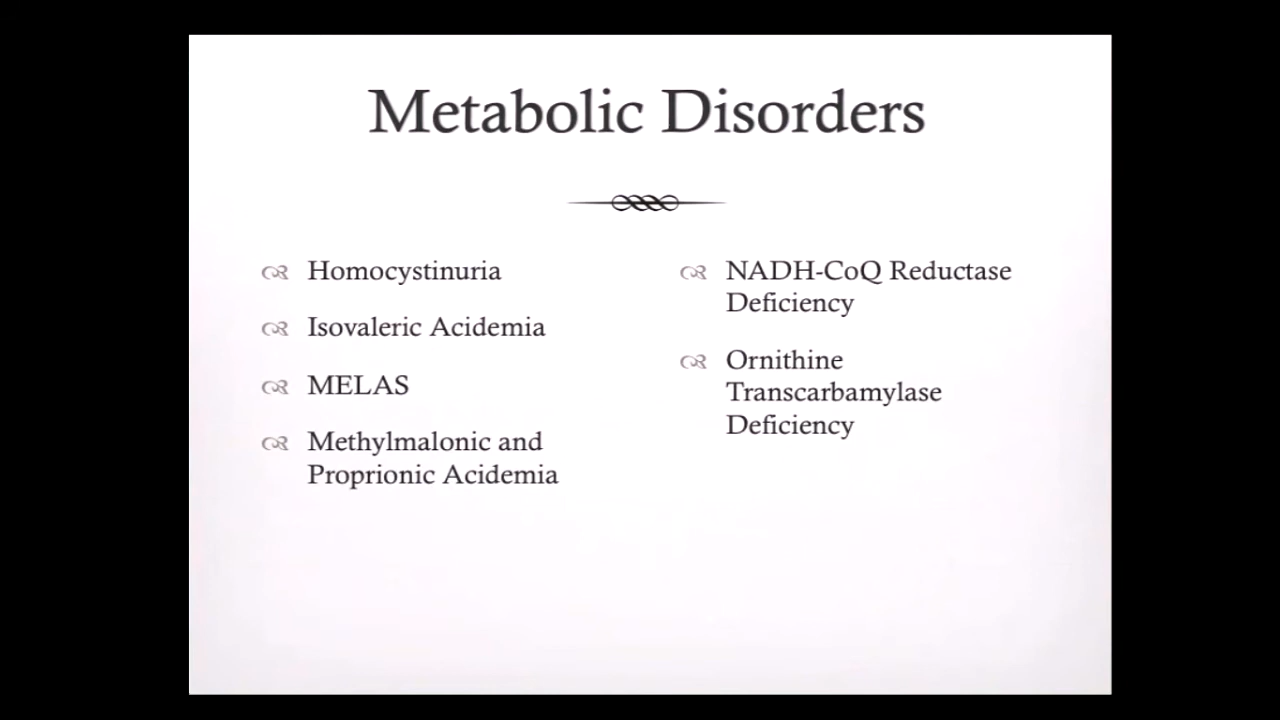 Metabolic Disorders
Homocystinuria
Isovaleric Acidemia
MELAS
Methylmalonic and
Proprionic Acidemia
NADH-CoQ Reductase
Deficiency
Ornithine
Transcarbamylase
Deficiency